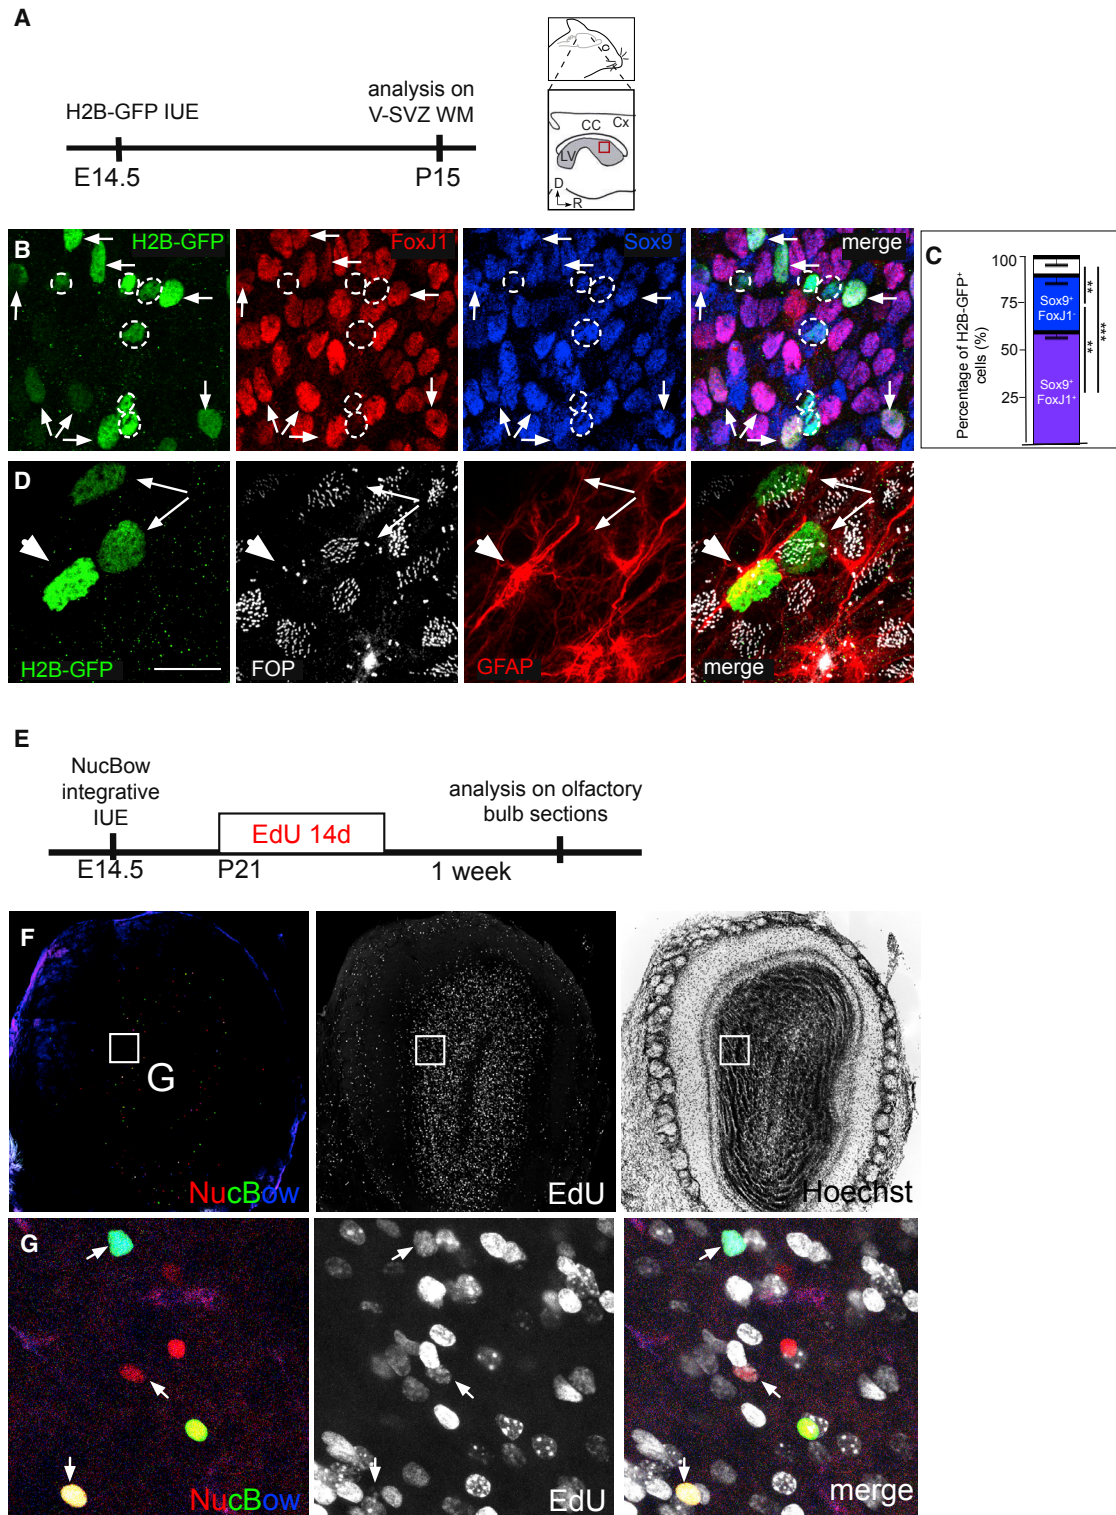 A
H2B-GFP IUE
analysis on
V-SVZ WM
E14.5
P15
CC
Cx
LV
D
R
B
H2B-GFP
FoxJ1
Sox9
merge
C
Percentage of H2B-GFP⁺
cells (%)
100
75
50
25
Sox9⁺
FoxJ1⁻
Sox9⁺
FoxJ1⁺
**
**
***
D
H2B-GFP
FOP
GFAP
merge
E
NucBow
integrative
IUE
EdU 14d
analysis on olfactory
bulb sections
E14.5
P21
1 week
F
G
NucBow
EdU
Hoechst
G
NucBow
EdU
merge